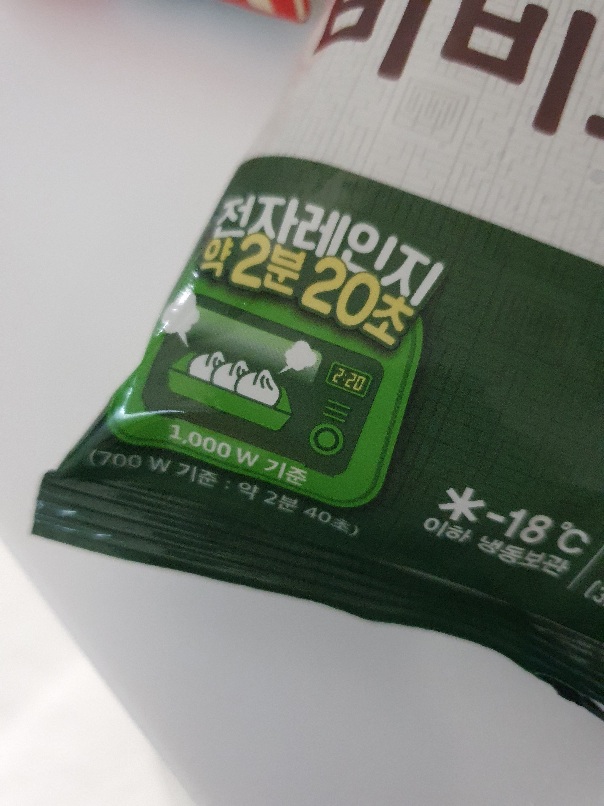 전자레인지
약 2분 20초
2:20
1,000 W 기준
(700 W 기준 : 약 2분 40초)
-18℃
이하 냉동보관